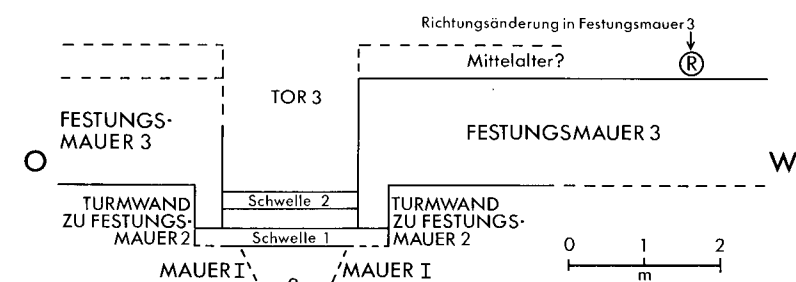 Richtungsänderung in Festungsmauer 3
Mittelalter?
R
TOR 3
FESTUNGS-
MAUER 3
FESTUNGSMAUER 3
O
W
Schwelle 2
TURMWAND
ZU FESTUNGS-
MAUER 2
TURMWAND
ZU FESTUNGS-
MAUER 2
Schwelle 1
0 1 2
m
MAUER I
MAUER I